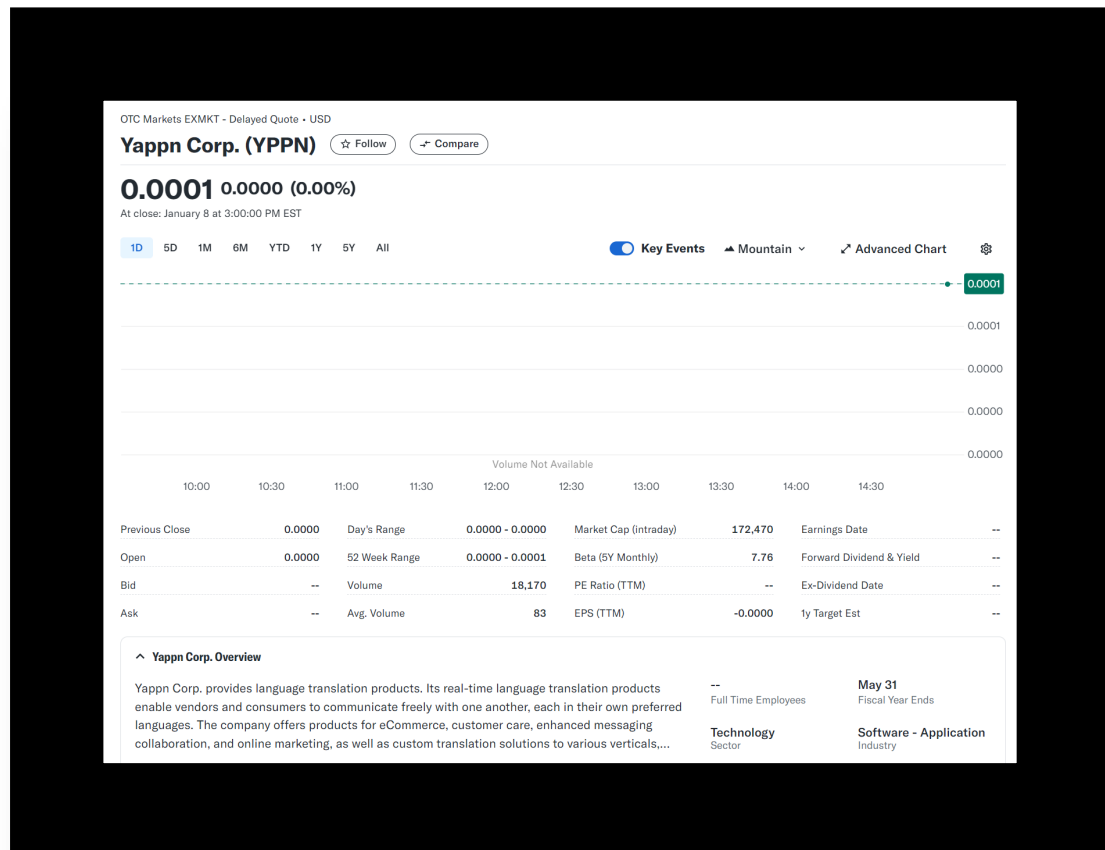 OTC Markets EXMKT - Delayed Quote • USD
Yappn Corp. (YPPN) Follow Compare
0.0001 0.0000 (0.00%)
At close: January 8 at 3:00:00 PM EST
1D 5D 1M 6M YTD 1Y 5Y All Key Events Mountain Advanced Chart
0.0001
0.0001
0.0000
0.0000
0.0000
Volume Not Available
10:00 10:30 11:00 11:30 12:00 12:30 13:00 13:30 14:00 14:30
Previous Close 0.0000 Day's Range 0.0000 - 0.0000 Market Cap (intraday) 172,470 Earnings Date --
Open 0.0000 52 Week Range 0.0000 - 0.0001 Beta (5Y Monthly) 7.76 Forward Dividend & Yield --
Bid -- Volume 18,170 PE Ratio (TTM) -- Ex-Dividend Date --
Ask -- Avg. Volume 83 EPS (TTM) -0.0000 1y Target Est --
Yappn Corp. Overview
Yappn Corp. provides language translation products. Its real-time language translation products
enable vendors and consumers to communicate freely with one another, each in their own preferred
languages. The company offers products for eCommerce, customer care, enhanced messaging
collaboration, and online marketing, as well as custom translation solutions to various verticals,...
-- May 31
Full Time Employees Fiscal Year Ends
Technology Software - Application
Sector Industry